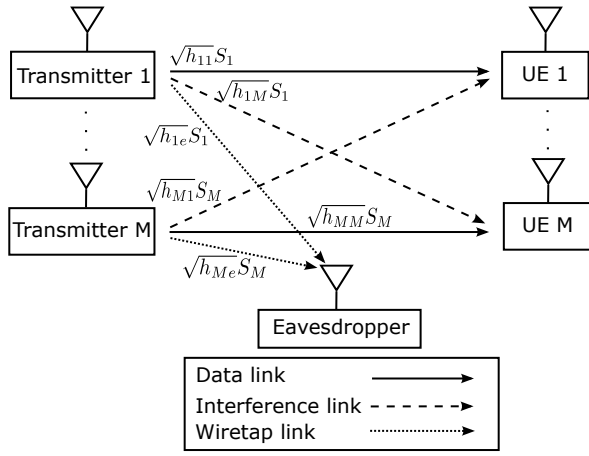 Transmitter 1
√h₁₁S₁
UE 1
√h₁MS₁
√h₁ₑS₁
√hM₁SM
Transmitter M
√hMMSM
UE M
√hMeSM
Eavesdropper
Data link
Interference link
Wiretap link